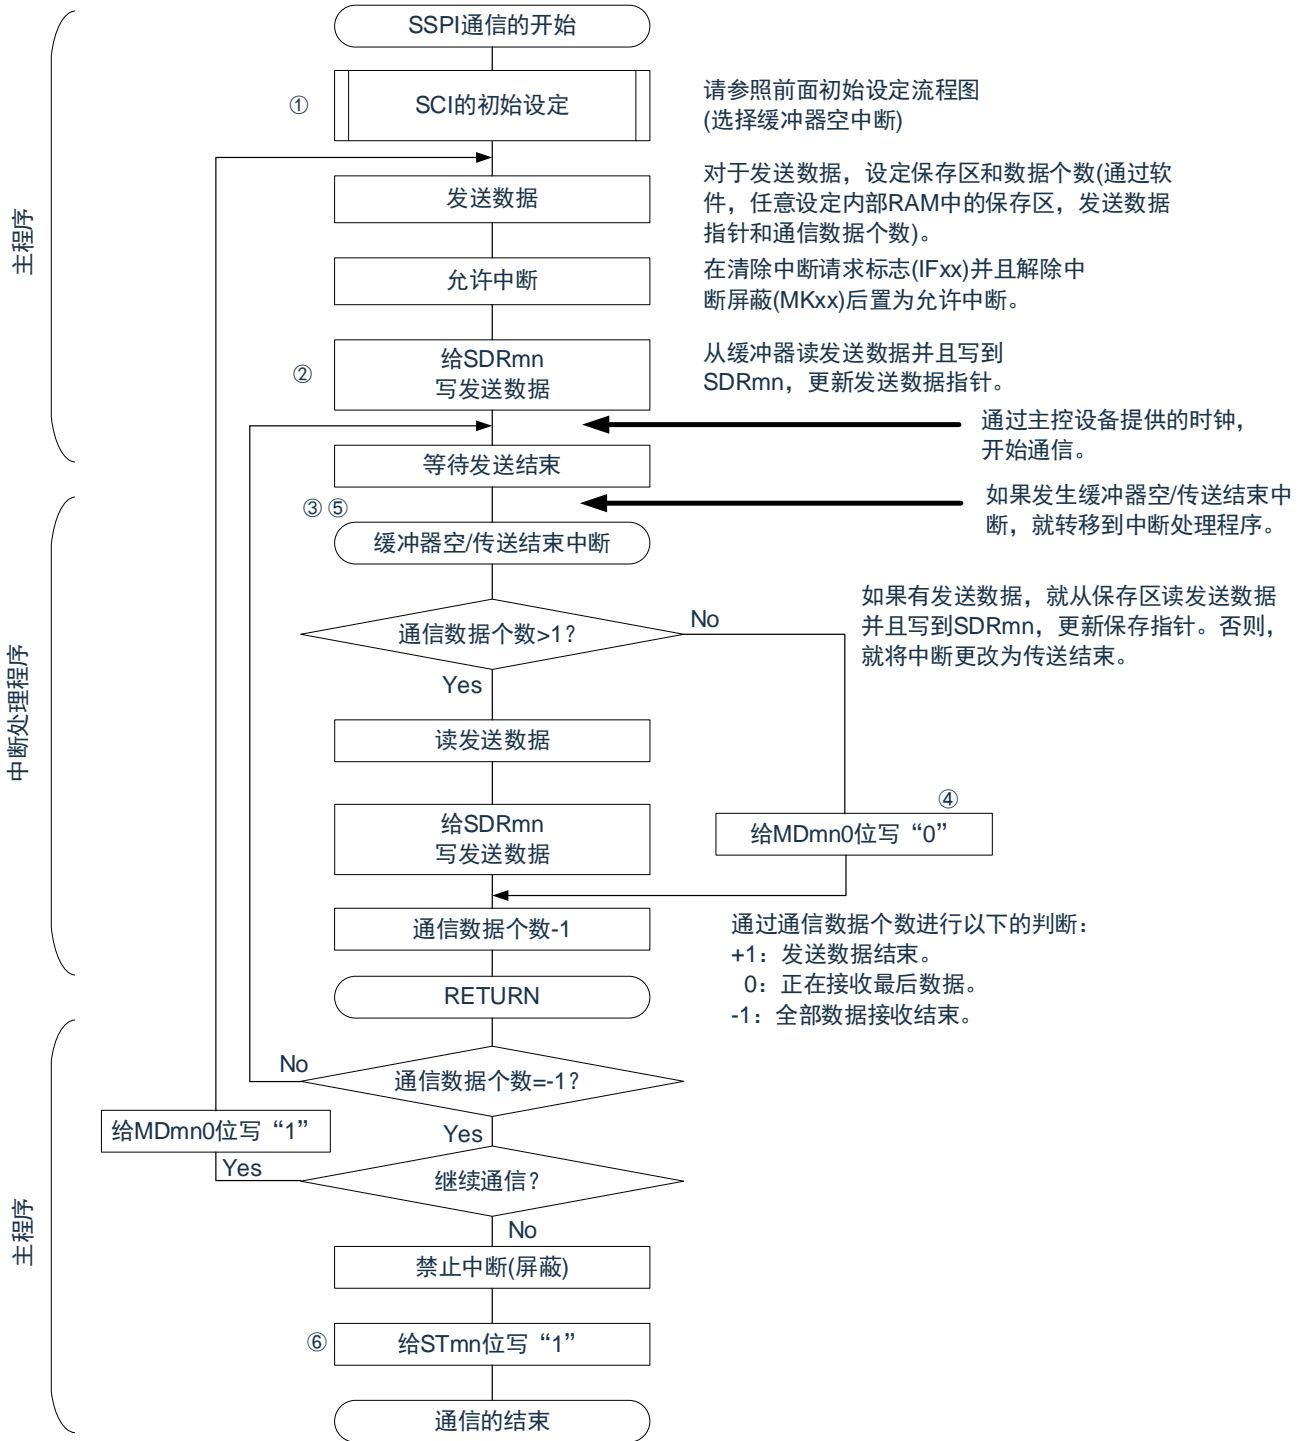 SSPI通信的开始
①
SCI的初始设定
请参照前面初始设定流程图
(选择缓冲器空中断)
主程序
发送数据
对于发送数据，设定保存区和数据个数(通过软
件，任意设定内部RAM中的保存区，发送数据
指针和通信数据个数)。
允许中断
在清除中断请求标志(IFxx)并且解除中
断屏蔽(MKxx)后置为允许中断。
②
给SDRmn
写发送数据
从缓冲器读发送数据并且写到
SDRmn，更新发送数据指针。
通过主控设备提供的时钟，
开始通信。
等待发送结束
③⑤
如果发生缓冲器空/传送结束中
断，就转移到中断处理程序。
缓冲器空/传送结束中断
中断处理程序
通信数据个数>1?
No
如果有发送数据，就从保存区读发送数据
并且写到SDRmn，更新保存指针。否则，
就将中断更改为传送结束。
Yes
读发送数据
④
给SDRmn
写发送数据
给MDmn0位写“0”
通信数据个数-1
通过通信数据个数进行以下的判断：
+1：发送数据结束。
0：正在接收最后数据。
-1：全部数据接收结束。
RETURN
主程序
No
通信数据个数=-1?
给MDmn0位写“1”
Yes
Yes
继续通信?
No
禁止中断(屏蔽)
⑥
给STmn位写“1”
通信的结束